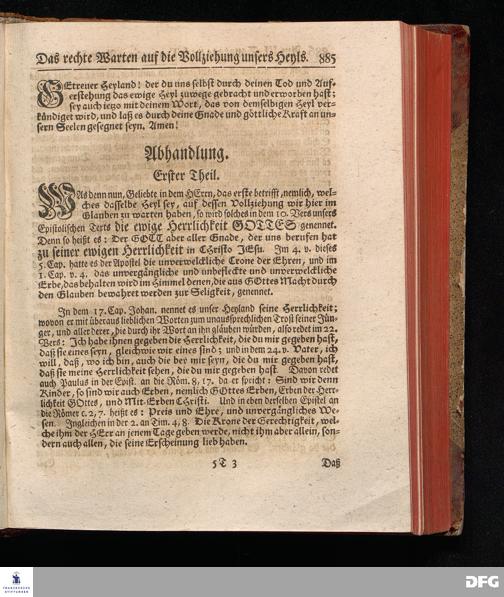 Das rechte Warten auf die Vollziehung unsers Heyls. 885
GEtreuer Heyland! der du uns selbst durch deinen Tod und Auf-
erstehung das ewige Heyl zuwege gebracht und erworben hast:
sey auch ietzo mit deinem Wort, das von demselbigen Heyl ver-
kündiget wird, und laß es durch deine Gnade und göttliche Kraft an un-
sern Seelen gesegnet seyn, Amen!
Abhandlung.
Erster Theil.
WAs denn nun, Geliebte in dem HErrn, das erste betrifft, nemlich, wel-
ches dasselbe Heyl sey, auf dessen Vollziehung wir hier im
Glauben zu warten haben, so wird solches in dem 10. Vers unsers
Epistolischen Texts die ewige Herrlichkeit GOTTES genennet.
Denn so heißt es: Der GOTT aber aller Gnade, der uns berufen hat
zu seiner ewigen Herrlichkeit in CHristo JEsu. Im 4. v. dieses
5. Cap. hatte es der Apostel die unverwelckliche Crone der Ehren, und im
1. Cap. v. 4. das unvergängliche und unbefleckte und unverwelckliche
Erbe, das behalten wird im Himmel denen, die aus GOttes Macht durch
den Glauben bewahret werden zur Seligkeit, genennet.
In dem 17. Cap. Johan. nennet es unser Heyland seine Herrlichkeit;
wovon er mit überaus lieblichen Worten zum unaussprechlichen Trost seiner Jün-
ger, und aller derer, die durch ihr Wort an ihn gläuben würden, also redet im 22.
Vers: Ich habe ihnen gegeben die Herrlichkeit, die du mir gegeben hast,
daß sie eines seyn, gleichwie wir eines sind; und in dem 24. v. Vater, ich
will, daß, wo ich bin, auch die bey mir seyn, die du mir gegeben hast,
daß sie meine Herrlichkeit sehen, die du mir gegeben hast. Davon redet
auch Paulus in der Epist. an die Röm. 8, 17. da er spricht: Sind wir denn
Kinder, so sind wir auch Erben, nemlich GOttes Erben, Erben der Herr-
lichkeit GOttes, und Mit-Erben CHristi. Und in eben derselben Epistel an
die Römer c. 2, 7. heißt es: Preis und Ehre, und unvergängliches We-
sen. Ingleichen in der 2. an Tim. 4, 8. Die Krone der Gerechtigkeit, wel-
che ihm der HErr an jenem Tage geben werde, nicht ihm aber allein, son-
dern auch allen, die seine Erscheinung lieb haben.
5 T 3 Daß
FRANCKESCHE
STIFTUNGEN
DFG